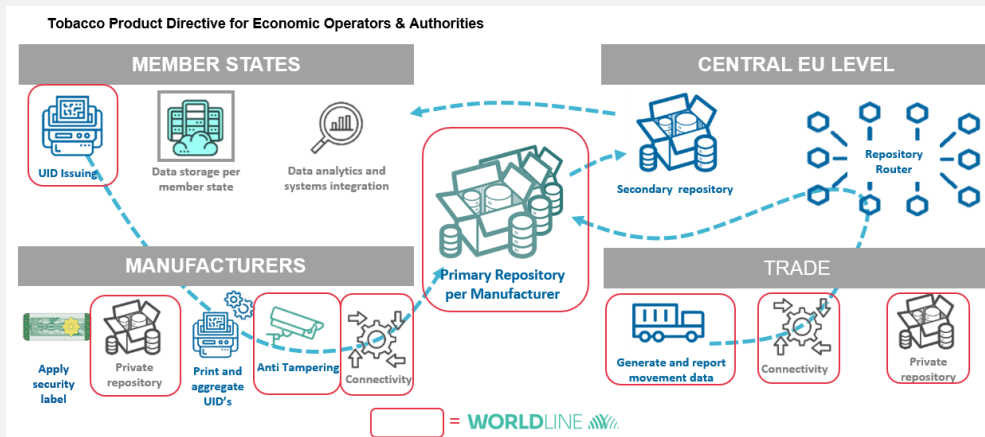 Tobacco Product Directive for Economic Operators & Authorities
MEMBER STATES
CENTRAL EU LEVEL
UID Issuing
Data storage per
member state
Data analytics and
systems integration
Secondary repository
Repository
Router
Primary Repository
per Manufacturer
MANUFACTURERS
TRADE
Apply
security
label
Private
repository
Print and
aggregate
UID's
Anti Tampering
Connectivity
Generate and report
movement data
Connectivity
Private
repository
= WORLDLINE